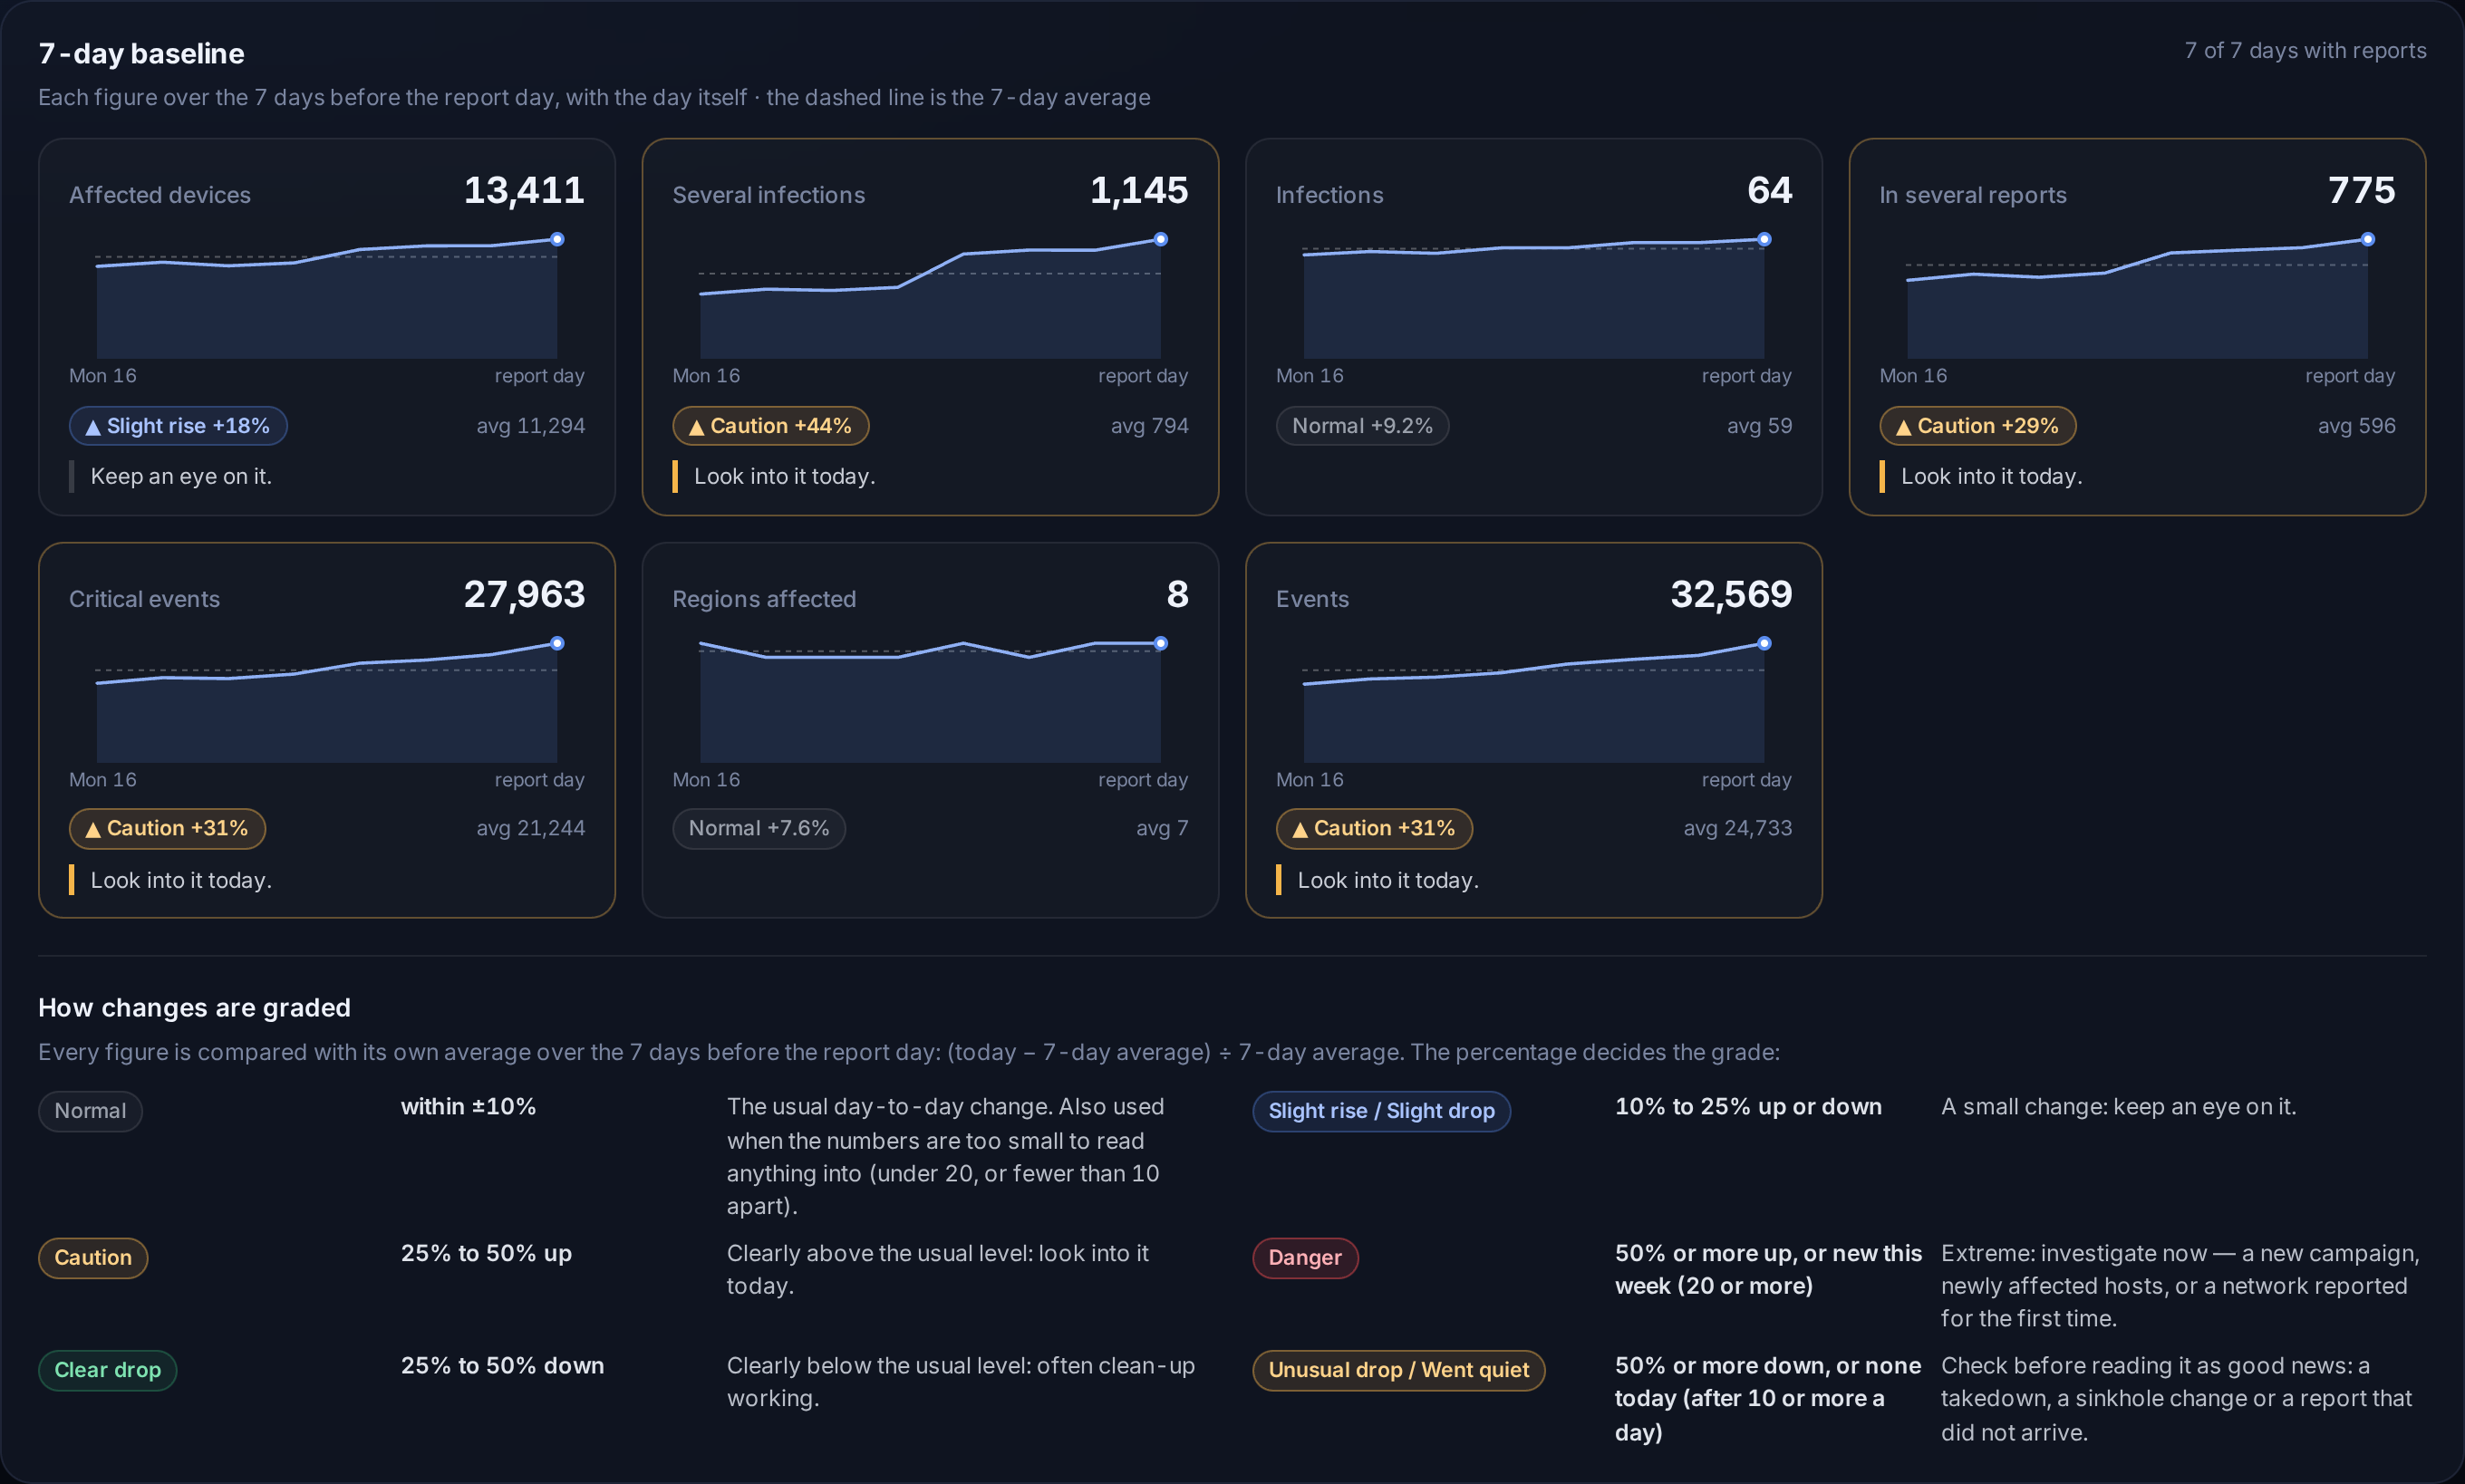 7-day baseline
7 of 7 days with reports
Each figure over the 7 days before the report day, with the day itself · the dashed line is the 7-day average
Affected devices
13,411
Mon 16
report day
▲ Slight rise +18%
avg 11,294
Keep an eye on it.
Several infections
1,145
Mon 16
report day
▲ Caution +44%
avg 794
Look into it today.
Infections
64
Mon 16
report day
Normal +9.2%
avg 59
In several reports
775
Mon 16
report day
▲ Caution +29%
avg 596
Look into it today.
Critical events
27,963
Mon 16
report day
▲ Caution +31%
avg 21,244
Look into it today.
Regions affected
8
Mon 16
report day
Normal +7.6%
avg 7
Events
32,569
Mon 16
report day
▲ Caution +31%
avg 24,733
Look into it today.
How changes are graded
Every figure is compared with its own average over the 7 days before the report day: (today − 7-day average) ÷ 7-day average. The percentage decides the grade:
Normal
within ±10%
The usual day-to-day change. Also used
when the numbers are too small to read
anything into (under 20, or fewer than 10
apart).
Slight rise / Slight drop
10% to 25% up or down
A small change: keep an eye on it.
Caution
25% to 50% up
Clearly above the usual level: look into it
today.
Danger
50% or more up, or new this
week (20 or more)
Extreme: investigate now — a new campaign,
newly affected hosts, or a network reported
for the first time.
Clear drop
25% to 50% down
Clearly below the usual level: often clean-up
working.
Unusual drop / Went quiet
50% or more down, or none
today (after 10 or more a
day)
Check before reading it as good news: a
takedown, a sinkhole change or a report that
did not arrive.